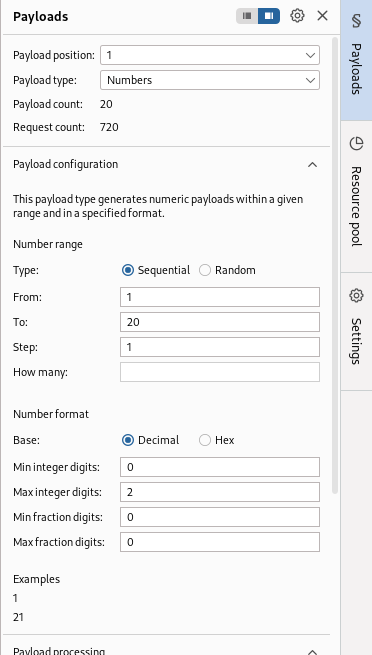 Payloads
Payload position: 1
Payload type: Numbers
Payload count: 20
Request count: 720
Payload configuration
This payload type generates numeric payloads within a given
range and in a specified format.
Number range
Type: Sequential Random
From: 1
To: 20
Step: 1
How many:
Number format
Base: Decimal Hex
Min integer digits: 0
Max integer digits: 2
Min fraction digits: 0
Max fraction digits: 0
Examples
1
21
Payload processing
Payloads
Resource pool
Settings